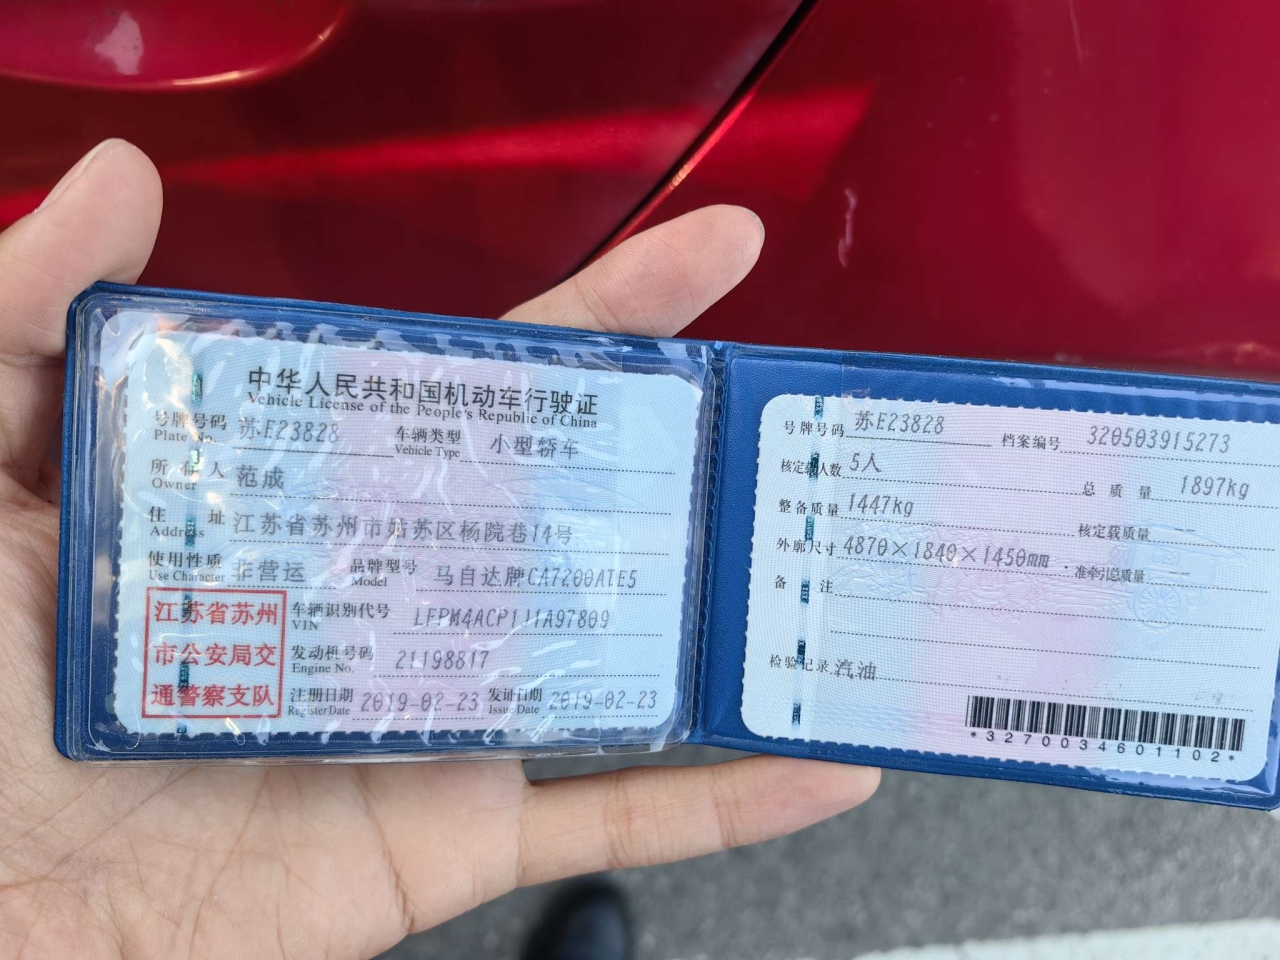 中华人民共和国机动车行驶证
Vehicle License of the People's Republic of China
号牌号码 苏E23828 车辆类型 小型轿车
Plate No. Vehicle Type
所有人 范成
Owner
住址 江苏省苏州市姑苏区杨院巷14号
Address
使用性质 非营运 品牌型号 马自达牌CA7200ATE5
Use Character Model
江苏省苏州
市公安局交
通警察支队
车辆识别代号 LFPM4ACP1J1A97809
VIN
发动机号码 21198817
Engine No.
注册日期 2019-02-23 发证日期 2019-02-23
Register Date Issue Date
号牌号码 苏E23828 档案编号 320503915273
核定载人数 5人 总质量 1897kg
整备质量 1447kg 核定载质量 --
外廓尺寸 4870×1840×1450mm 准牵引总质量 --
备注
检验记录 汽油
*3270034601102*